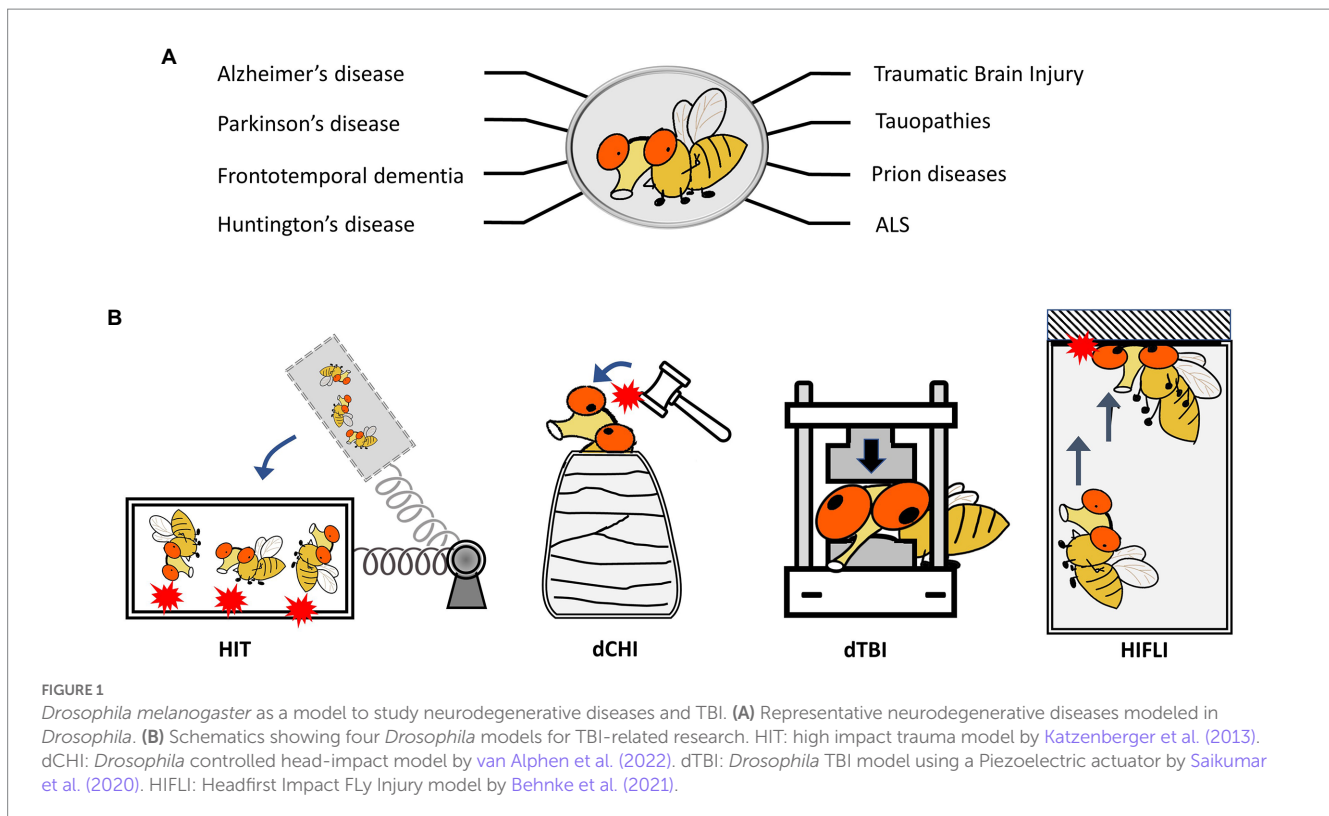 A
Alzheimer’s disease
Parkinson’s disease
Frontotemporal dementia
Huntington’s disease
Traumatic Brain Injury
Tauopathies
Prion diseases
ALS
B
HIT
dCHI
dTBI
HIFLI
FIGURE 1
Drosophila melanogaster as a model to study neurodegenerative diseases and TBI. (A) Representative neurodegenerative diseases modeled in
Drosophila. (B) Schematics showing four Drosophila models for TBI-related research. HIT: high impact trauma model by Katzenberger et al. (2013).
dCHI: Drosophila controlled head-impact model by van Alphen et al. (2022). dTBI: Drosophila TBI model using a Piezoelectric actuator by Saikumar
et al. (2020). HIFLI: Headfirst Impact FLy Injury model by Behnke et al. (2021).